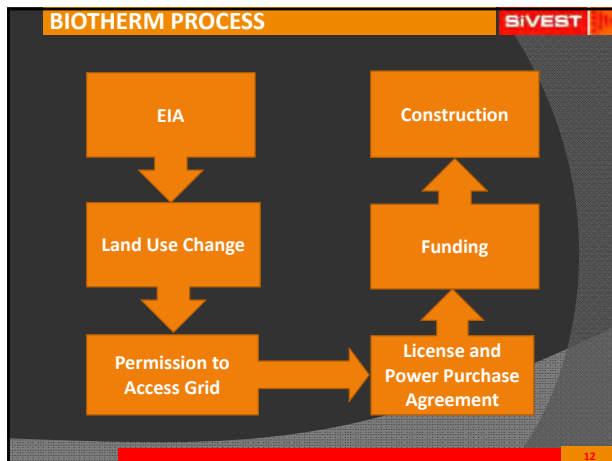 BIOTHERM PROCESS
SiVEST
EIA
Land Use Change
Permission to
Access Grid
License and
Power Purchase
Agreement
Funding
Construction
12